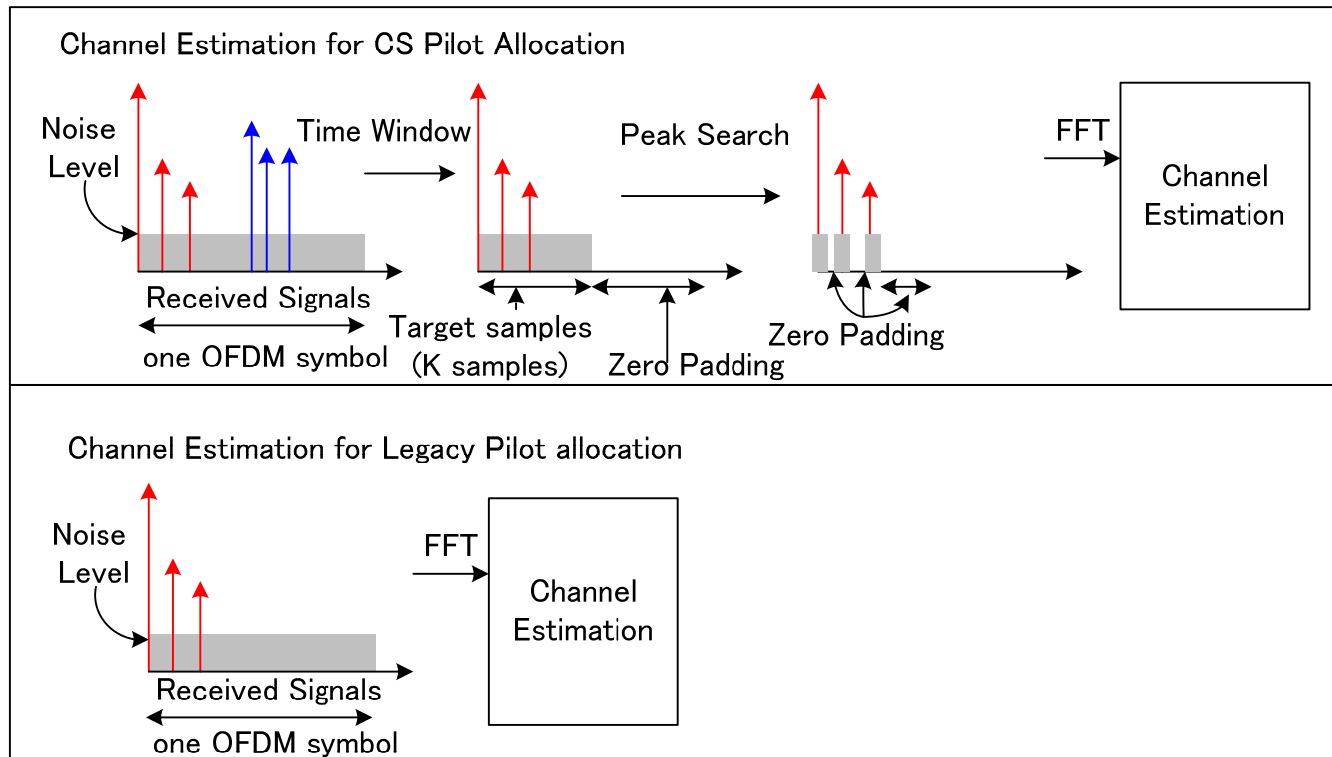 Channel Estimation for CS Pilot Allocation
Noise
Level
Time Window
Peak Search
FFT
Channel
Estimation
Received Signals
one OFDM symbol
Target samples
(K samples)
Zero Padding
Zero Padding
Channel Estimation for Legacy Pilot allocation
Noise
Level
FFT
Channel
Estimation
Received Signals
one OFDM symbol